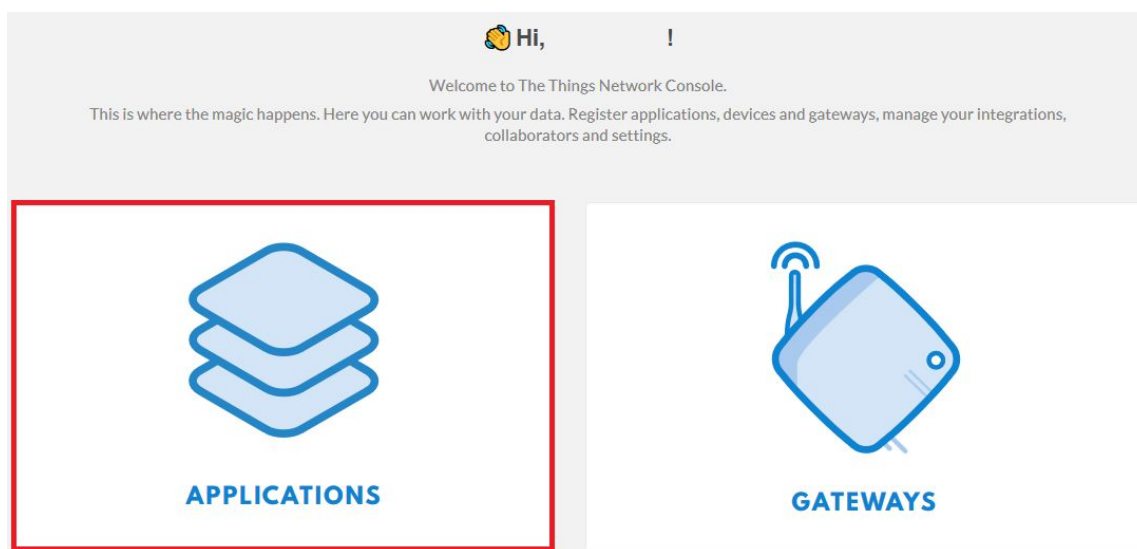 👋 Hi, !
Welcome to The Things Network Console.
This is where the magic happens. Here you can work with your data. Register applications, devices and gateways, manage your integrations,
collaborators and settings.
APPLICATIONS
GATEWAYS